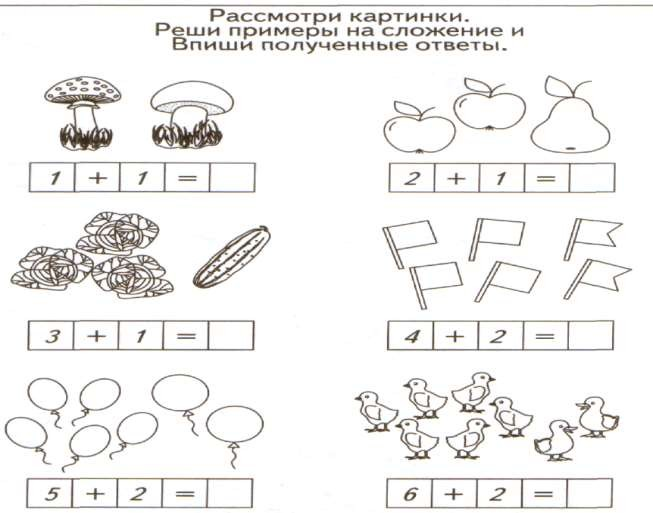 Рассмотри картинки.
Реши примеры на сложение и
Впиши полученные ответы.
1 + 1 =
2 + 1 =
3 + 1 =
4 + 2 =
5 + 2 =
6 + 2 =